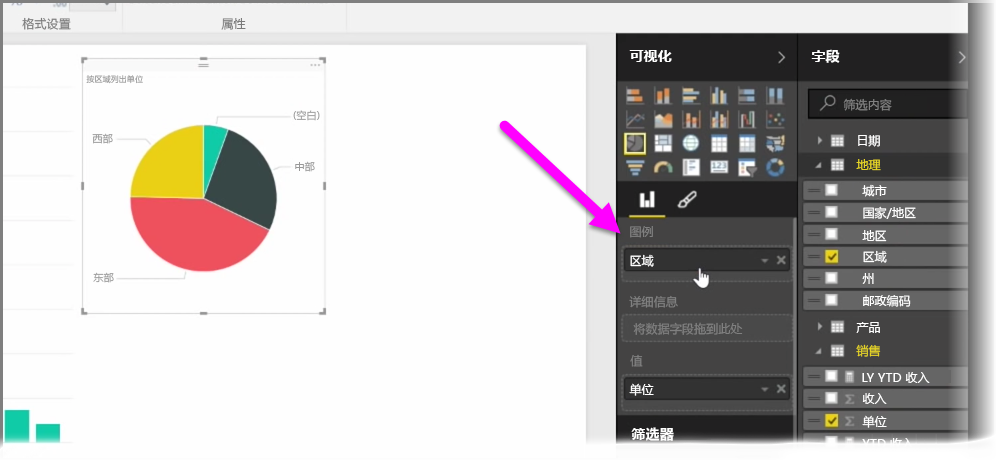 格式设置
属性
按区域列出单位
(空白)
西部
中部
东部
可视化
图例
区域
详细信息
将数据字段拖到此处
值
单位
筛选器
字段
筛选内容
日期
地理
城市
国家/地区
地区
区域
州
邮政编码
产品
销售
LY YTD 收入
收入
单位
YTD 收入